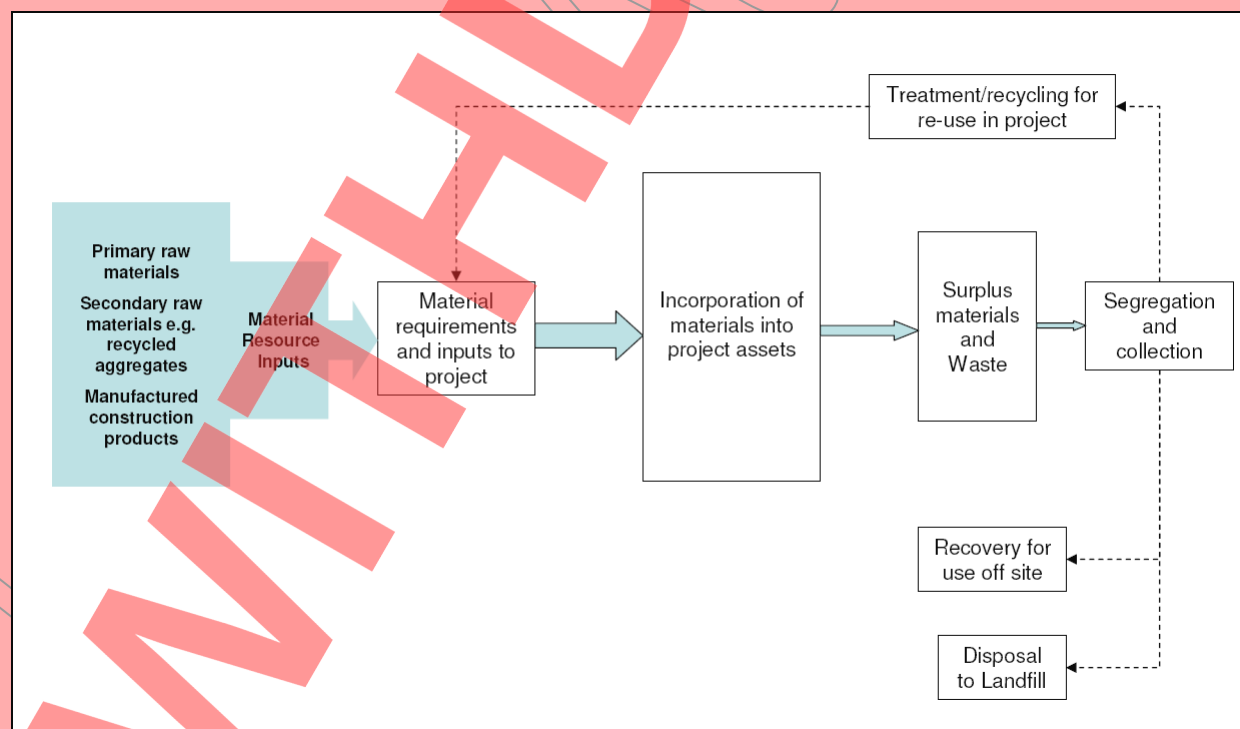 Treatment/recycling for
re-use in project
Primary raw
materials
Secondary raw
materials e.g.
recycled
aggregates
Manufactured
construction
products
Material
Resource
Inputs
Material
requirements
and inputs to
project
Incorporation of
materials into
project assets
Surplus
materials
and
Waste
Segregation
and
collection
Recovery for
use off site
Disposal
to Landfill
WITHD